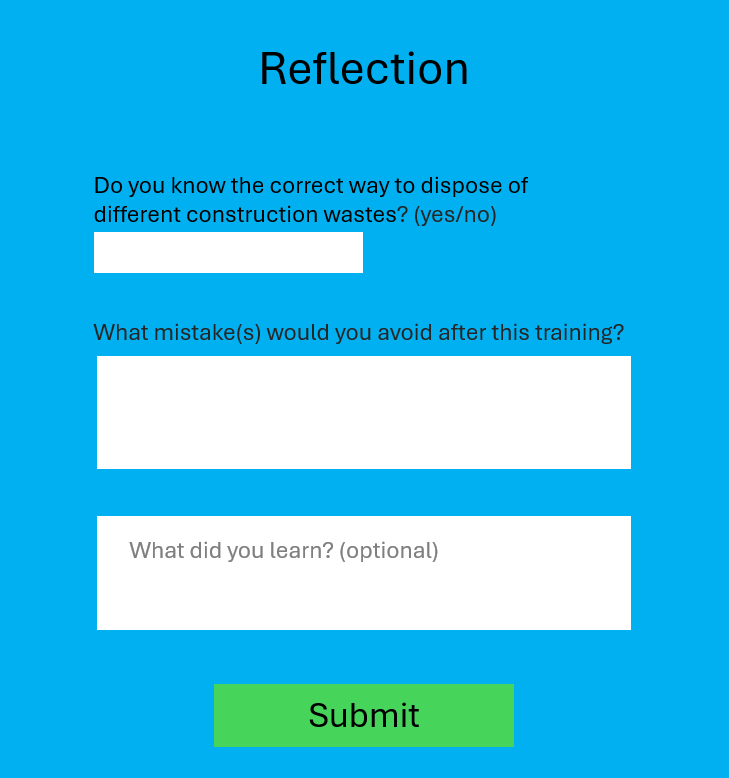 Reflection
Do you know the correct way to dispose of
different construction wastes? (yes/no)
What mistake(s) would you avoid after this training?
What did you learn? (optional)
Submit